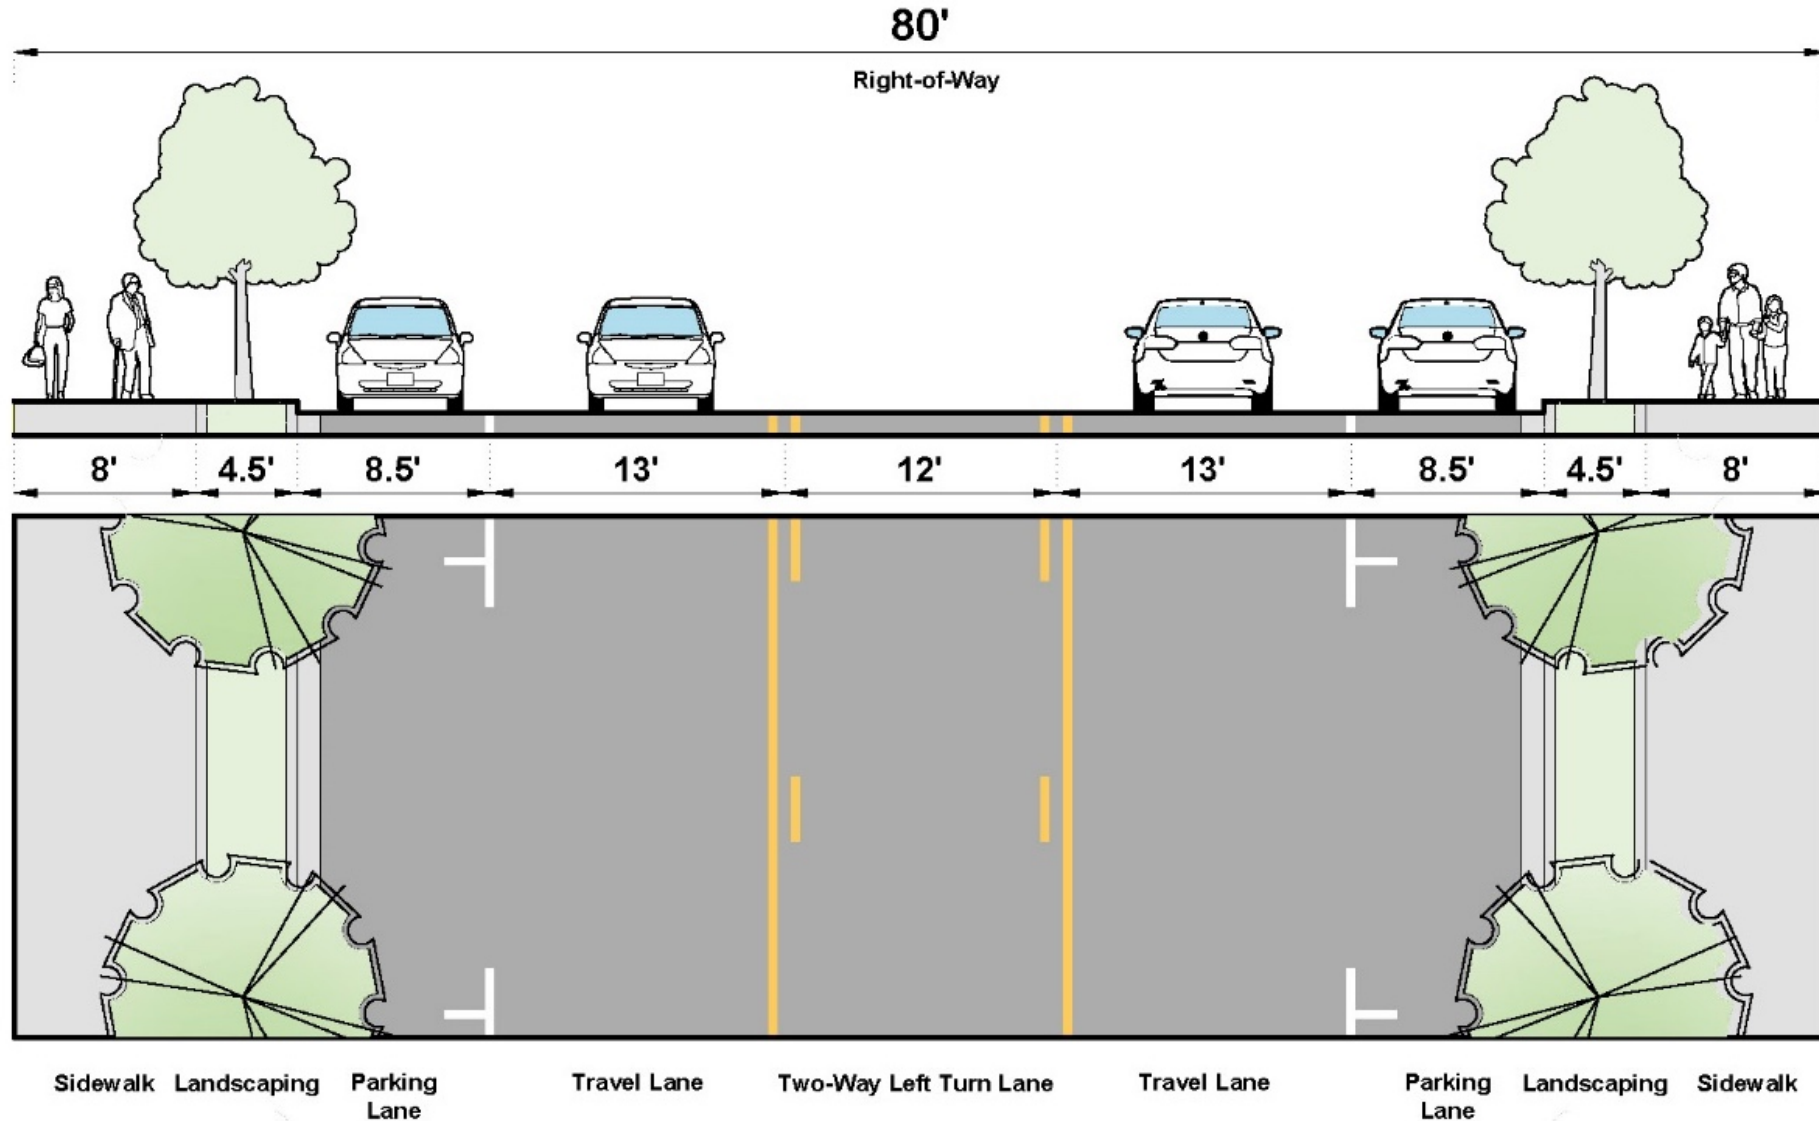 80'
Right-of-Way
8' 4.5' 8.5' 13' 12' 13' 8.5' 4.5' 8'
Sidewalk Landscaping Parking Travel Lane Two-Way Left Turn Lane Travel Lane Parking Landscaping Sidewalk
Lane Lane